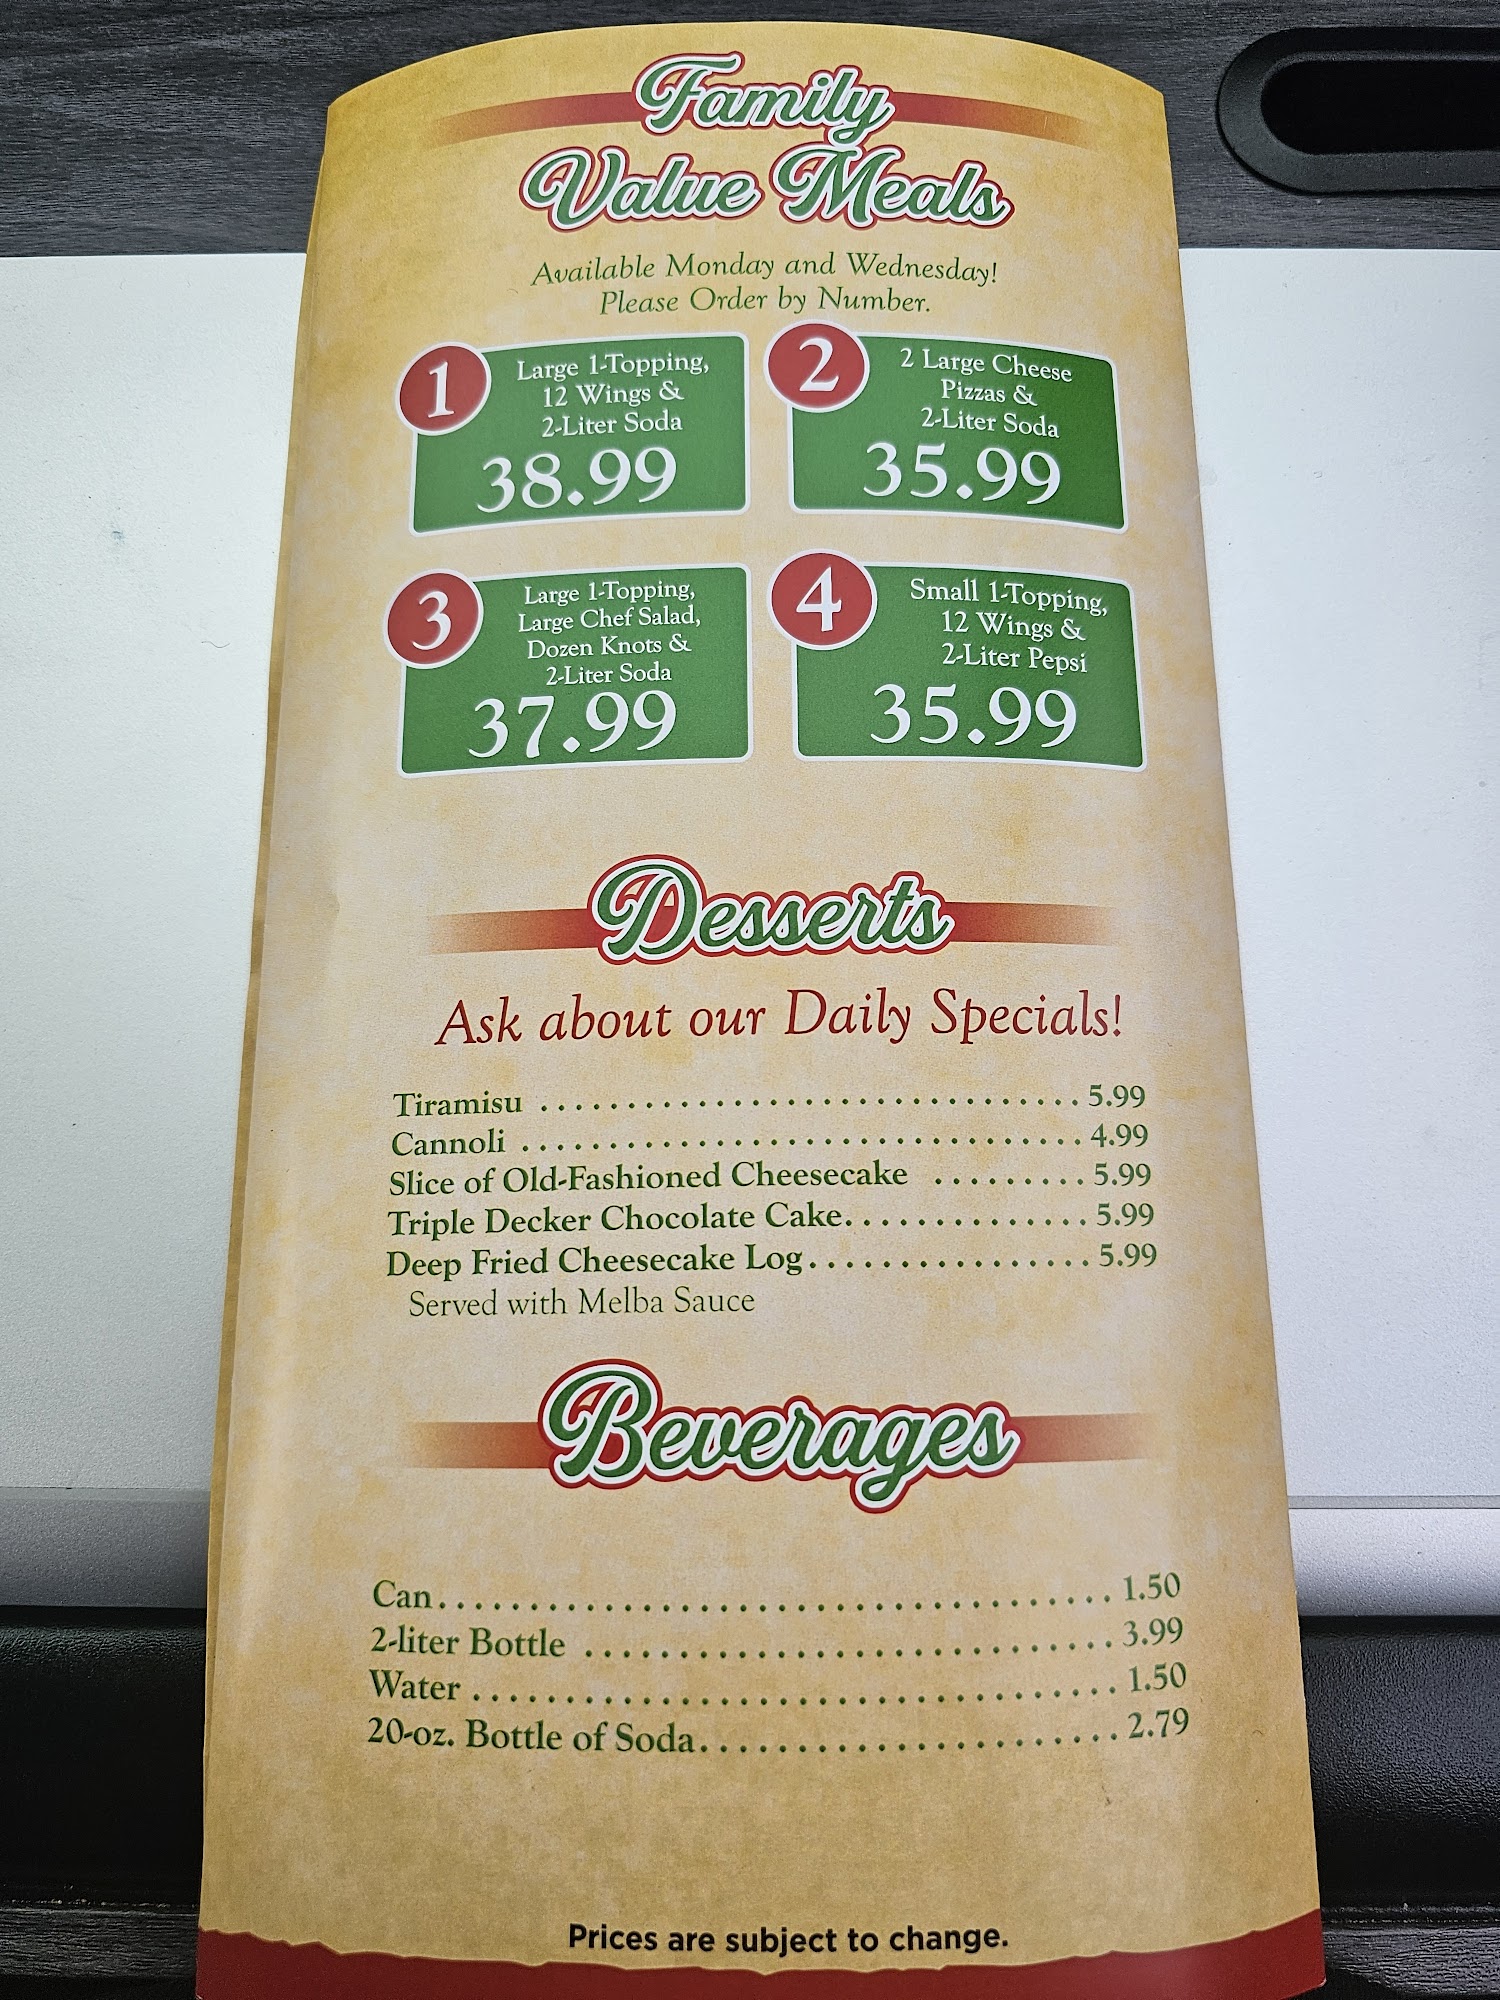 Family
Value Meals
Available Monday and Wednesday!
Please Order by Number.
1
Large 1-Topping,
12 Wings &
2-Liter Soda
38.99
2
2 Large Cheese
Pizzas &
2-Liter Soda
35.99
3
Large 1-Topping,
Large Chef Salad,
Dozen Knots &
2-Liter Soda
37.99
4
Small 1-Topping,
12 Wings &
2-Liter Pepsi
35.99
Desserts
Ask about our Daily Specials!
Tiramisu ................................ 5.99
Cannoli ................................. 4.99
Slice of Old-Fashioned Cheesecake ......... 5.99
Triple Decker Chocolate Cake.............. 5.99
Deep Fried Cheesecake Log................ 5.99
Served with Melba Sauce
Beverages
Can..................................... 1.50
2-liter Bottle ............................. 3.99
Water ................................... 1.50
20-oz. Bottle of Soda...................... 2.79
Prices are subject to change.